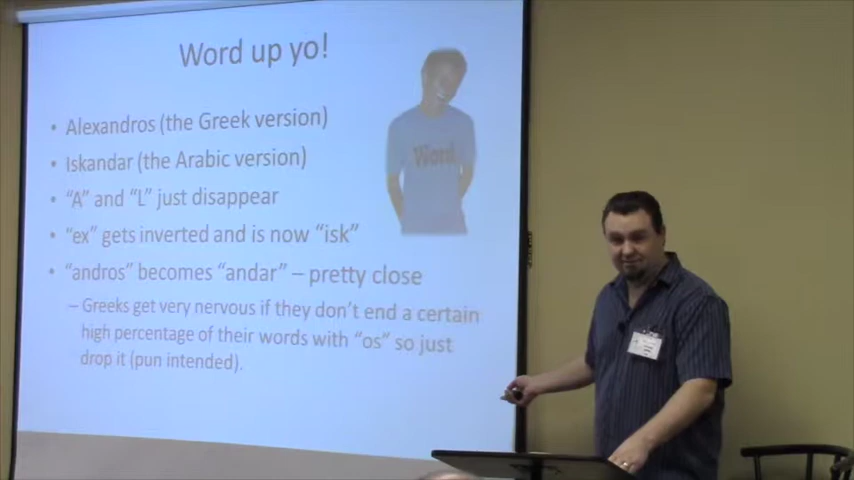 Word up yo!
• Alexandros (the Greek version)
Word
• Iskandar (the Arabic version)
• “A” and “L” just disappear
• “ex” gets inverted and is now “isk”
• “andros” becomes “andar” – pretty close
– Greeks get very nervous if they don’t end a certain
high percentage of their words with “os” so just
drop it (pun intended).